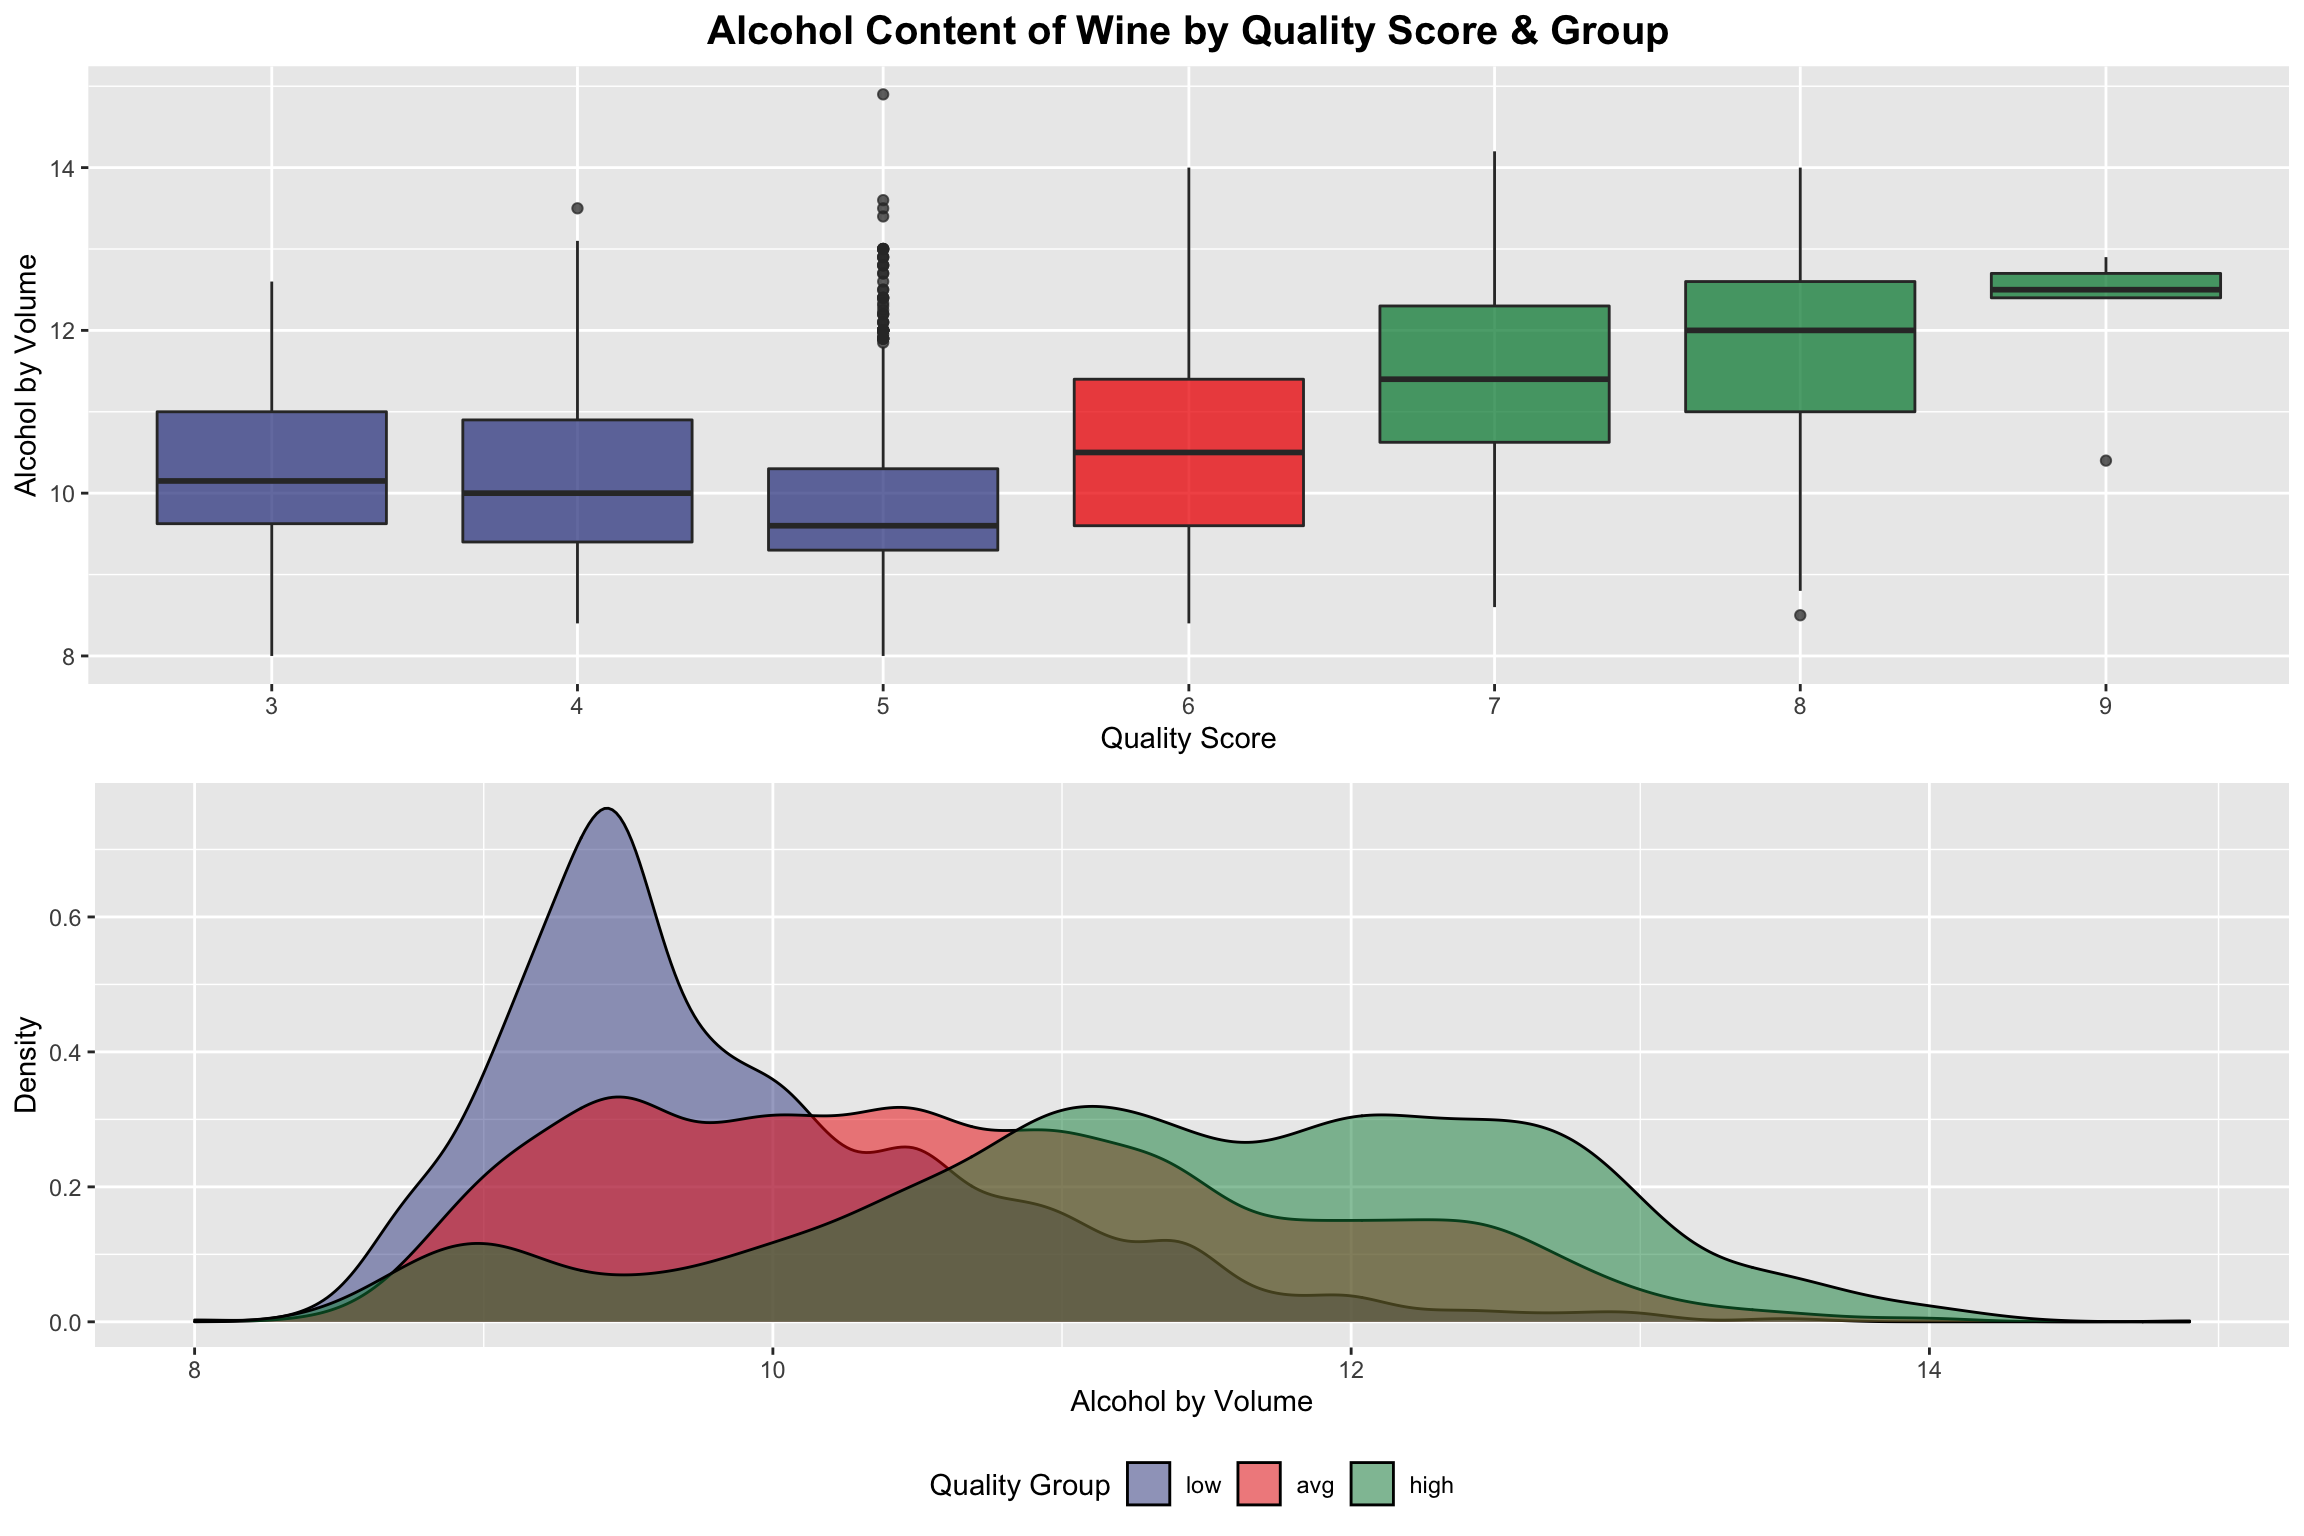 Alcohol Content of Wine by Quality Score & Group
Alcohol by Volume
14
12
10
8
3 4 5 6 7 8 9
Quality Score
Density
0.6
0.4
0.2
0.0
8 10 12 14
Alcohol by Volume
Quality Group low avg high